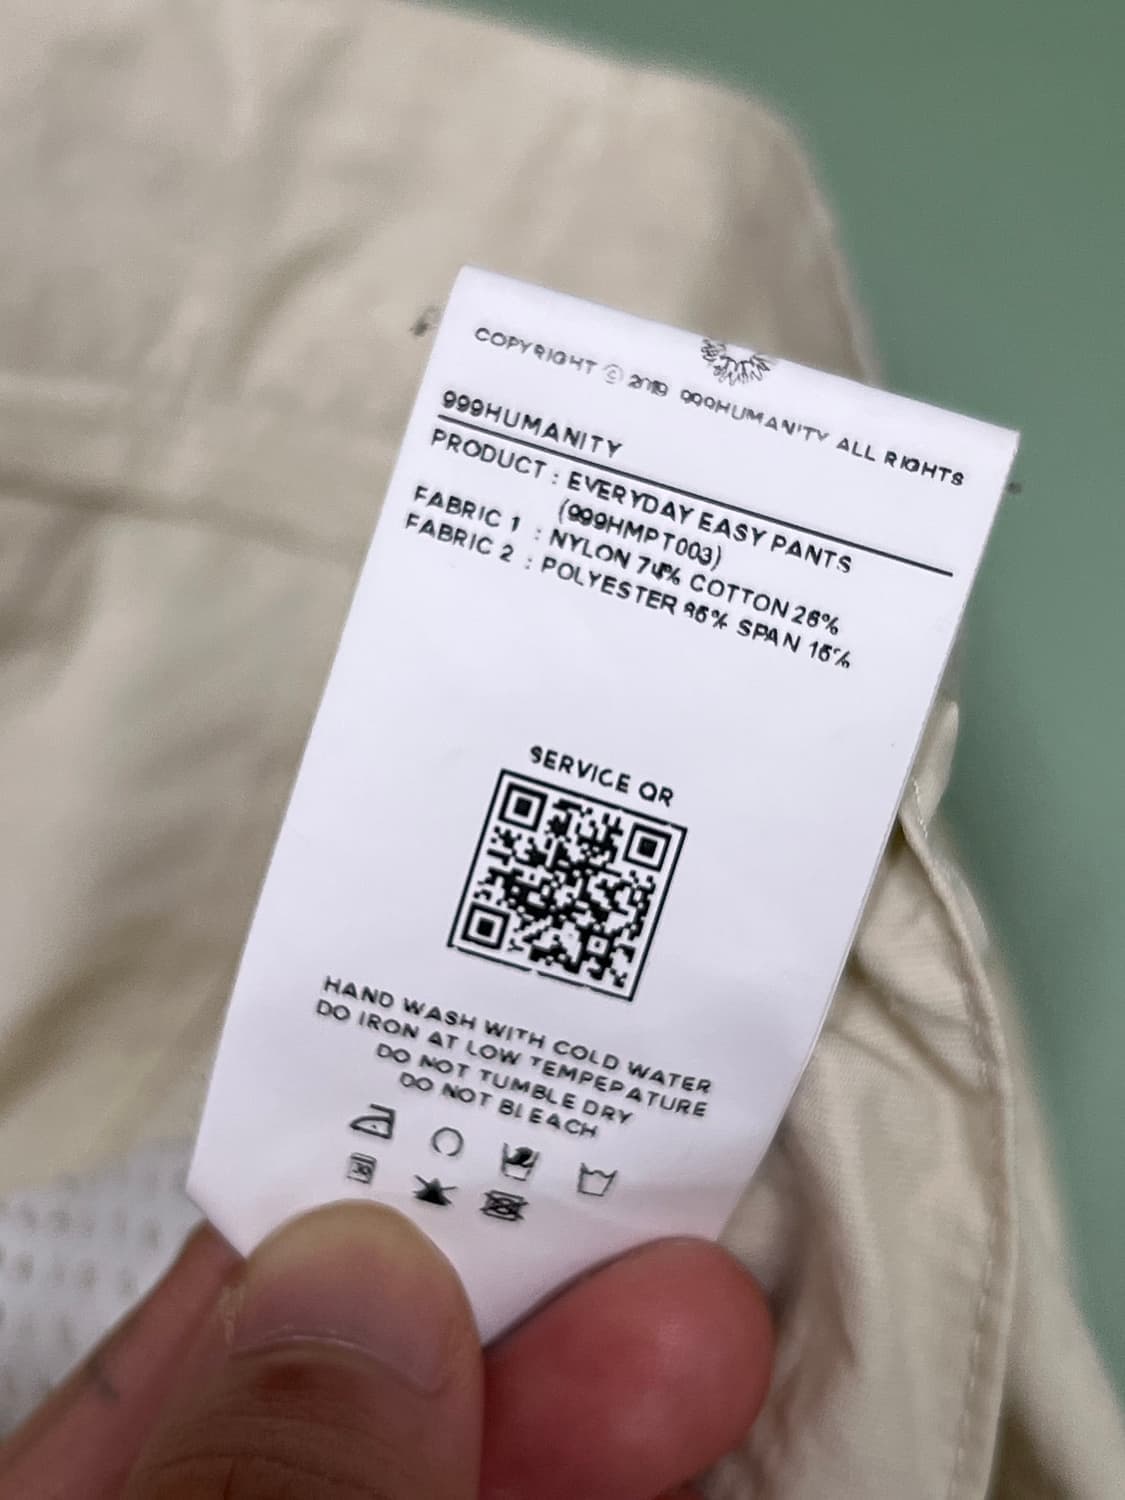 COPYRIGHT © 2019 999HUMANITY ALL RIGHTS
999HUMANITY
PRODUCT : EVERYDAY EASY PANTS
(999HMPT003)
FABRIC 1 : NYLON 74% COTTON 26%
FABRIC 2 : POLYESTER 85% SPAN 15%
SERVICE QR
HAND WASH WITH COLD WATER
DO IRON AT LOW TEMPEPATURE
DO NOT TUMBLE DRY
DO NOT BLEACH
30